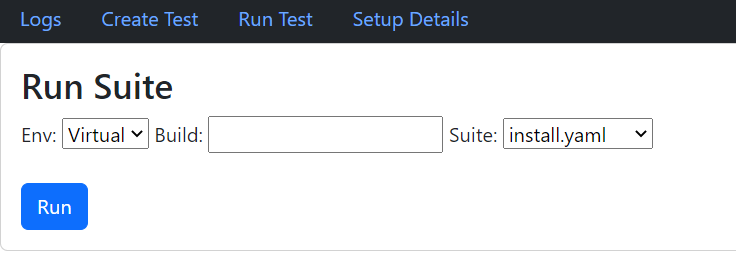 Logs Create Test Run Test Setup Details
Run Suite
Env: Virtual Build: Suite: install.yaml
Run